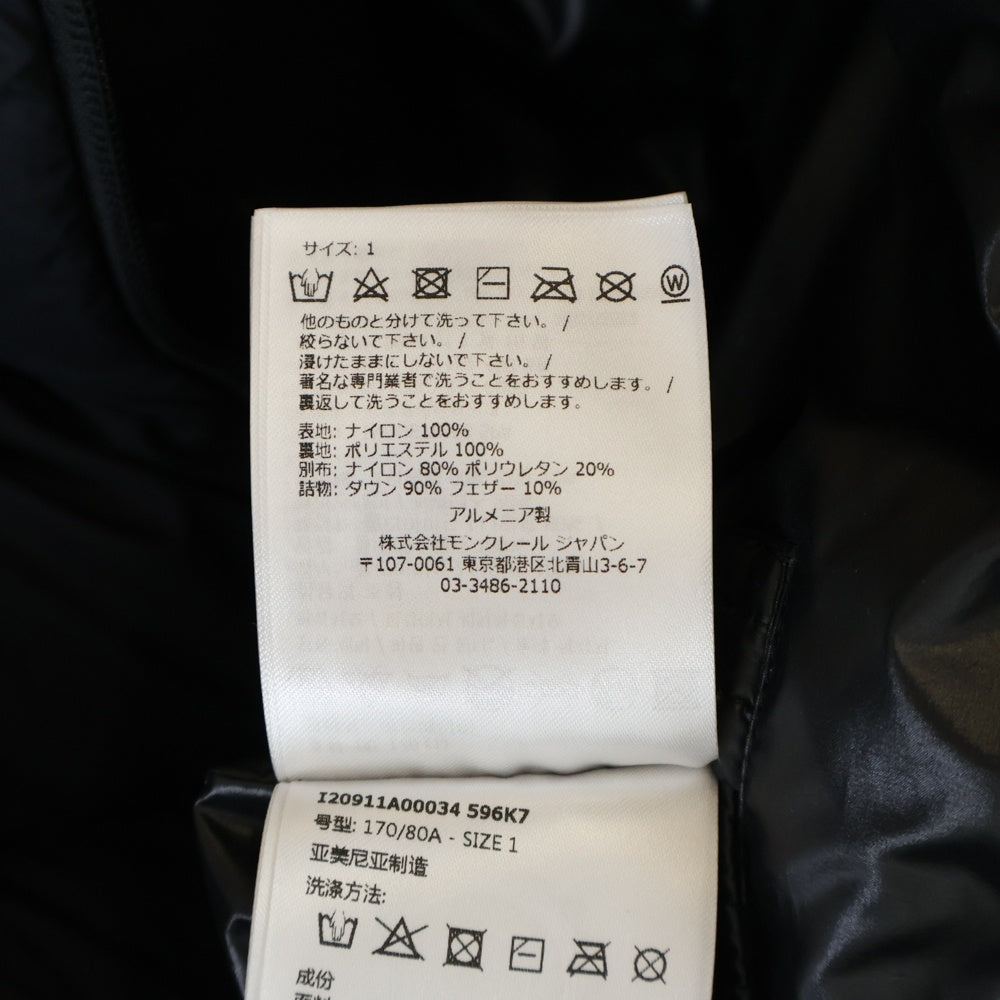 サイズ: 1
W
他のものと分けて洗って下さい。 /
絞らないで下さい。 /
浸けたままにしないで下さい。 /
著名な専門業者で洗うことをおすすめします。 /
裏返して洗うことをおすすめします。
表地: ナイロン 100%
裏地: ポリエステル 100%
別布: ナイロン 80% ポリウレタン 20%
詰物: ダウン 90% フェザー 10%
アルメニア製
株式会社モンクレール ジャパン
〒107-0061 東京都港区北青山3-6-7
03-3486-2110
I20911A00034 596K7
号型: 170/80A - SIZE 1
亚美尼亚制造
洗涤方法:
成份